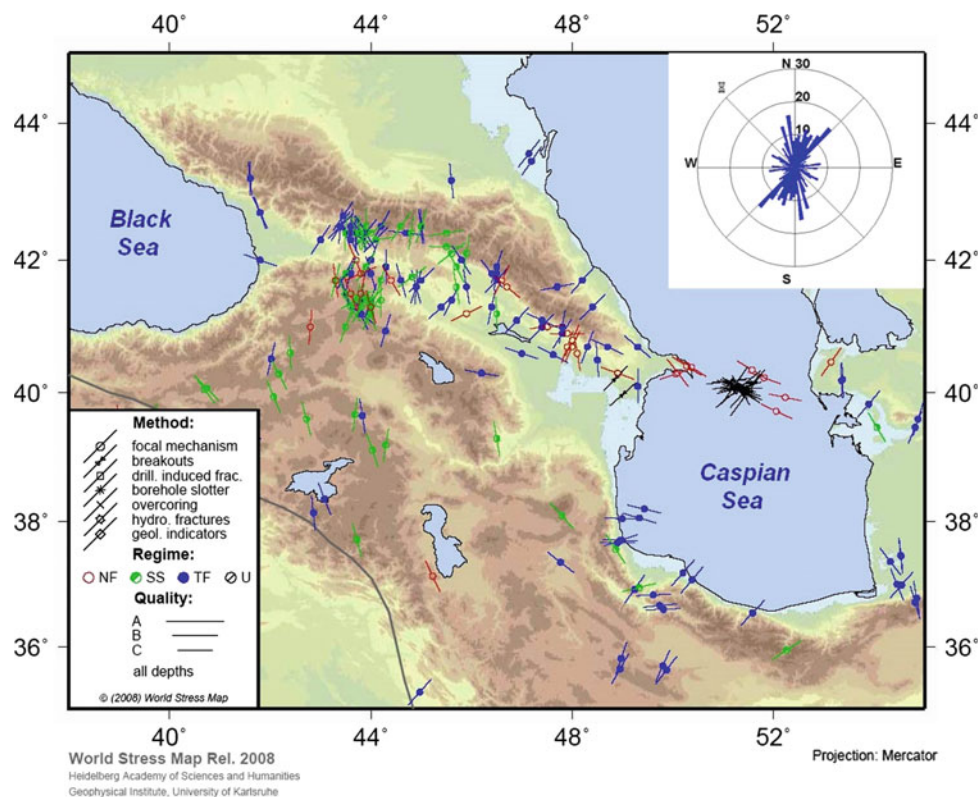 40° 44° 48° 52°
N 30
20
10
W E
S
44° 44°
Black
Sea
42° 42°
40° 40°
Method:
focal mechanism
breakouts
drill. induced frac.
borehole slotter
overcoring
hydro. fractures
geol. indicators
Caspian
Sea
38° 38°
Regime:
NF SS TF U
Quality:
A
B
C
all depths
36° 36°
© (2008) World Stress Map
40° 44° 48° 52°
World Stress Map Rel. 2008
Projection: Mercator
Heidelberg Academy of Sciences and Humanities
Geophysical Institute, University of Karlsruhe